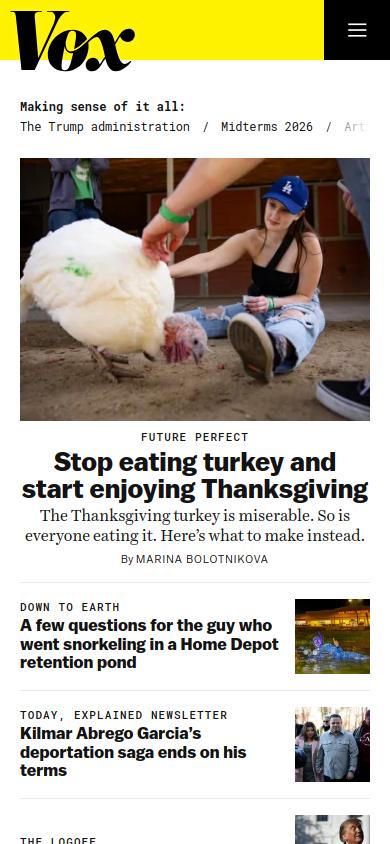 Vox
Making sense of it all:
The Trump administration / Midterms 2026 / Art
FUTURE PERFECT
Stop eating turkey and
start enjoying Thanksgiving
The Thanksgiving turkey is miserable. So is
everyone eating it. Here’s what to make instead.
By MARINA BOLOTNIKOVA
DOWN TO EARTH
A few questions for the guy who
went snorkeling in a Home Depot
retention pond
TODAY, EXPLAINED NEWSLETTER
Kilmar Abrego Garcia’s
deportation saga ends on his
terms
THE LOGOFF